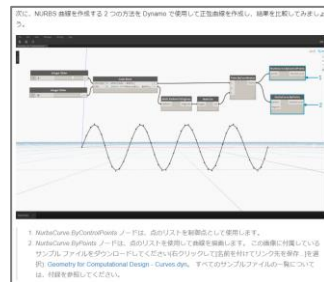 次に、NURBS 曲線を作成する 2 つの方法を Dynamo で使用して正弦曲線を作成し、結果を比較してみましょ
う。
1
2
1. NurbsCurve.ByControlPoints ノードは、点のリストを制御点として使用します。
2. NurbsCurve.ByPoints ノードは、点のリストを使用して曲線を描画します。 この画像に付属している
サンプル ファイルをダウンロードしてください(右クリックして[名前を付けてリンク先を保存...]を選
択): Geometry for Computational Design - Curves.dyn。 すべてのサンプルファイルの一覧について
は、付録を参照してください。